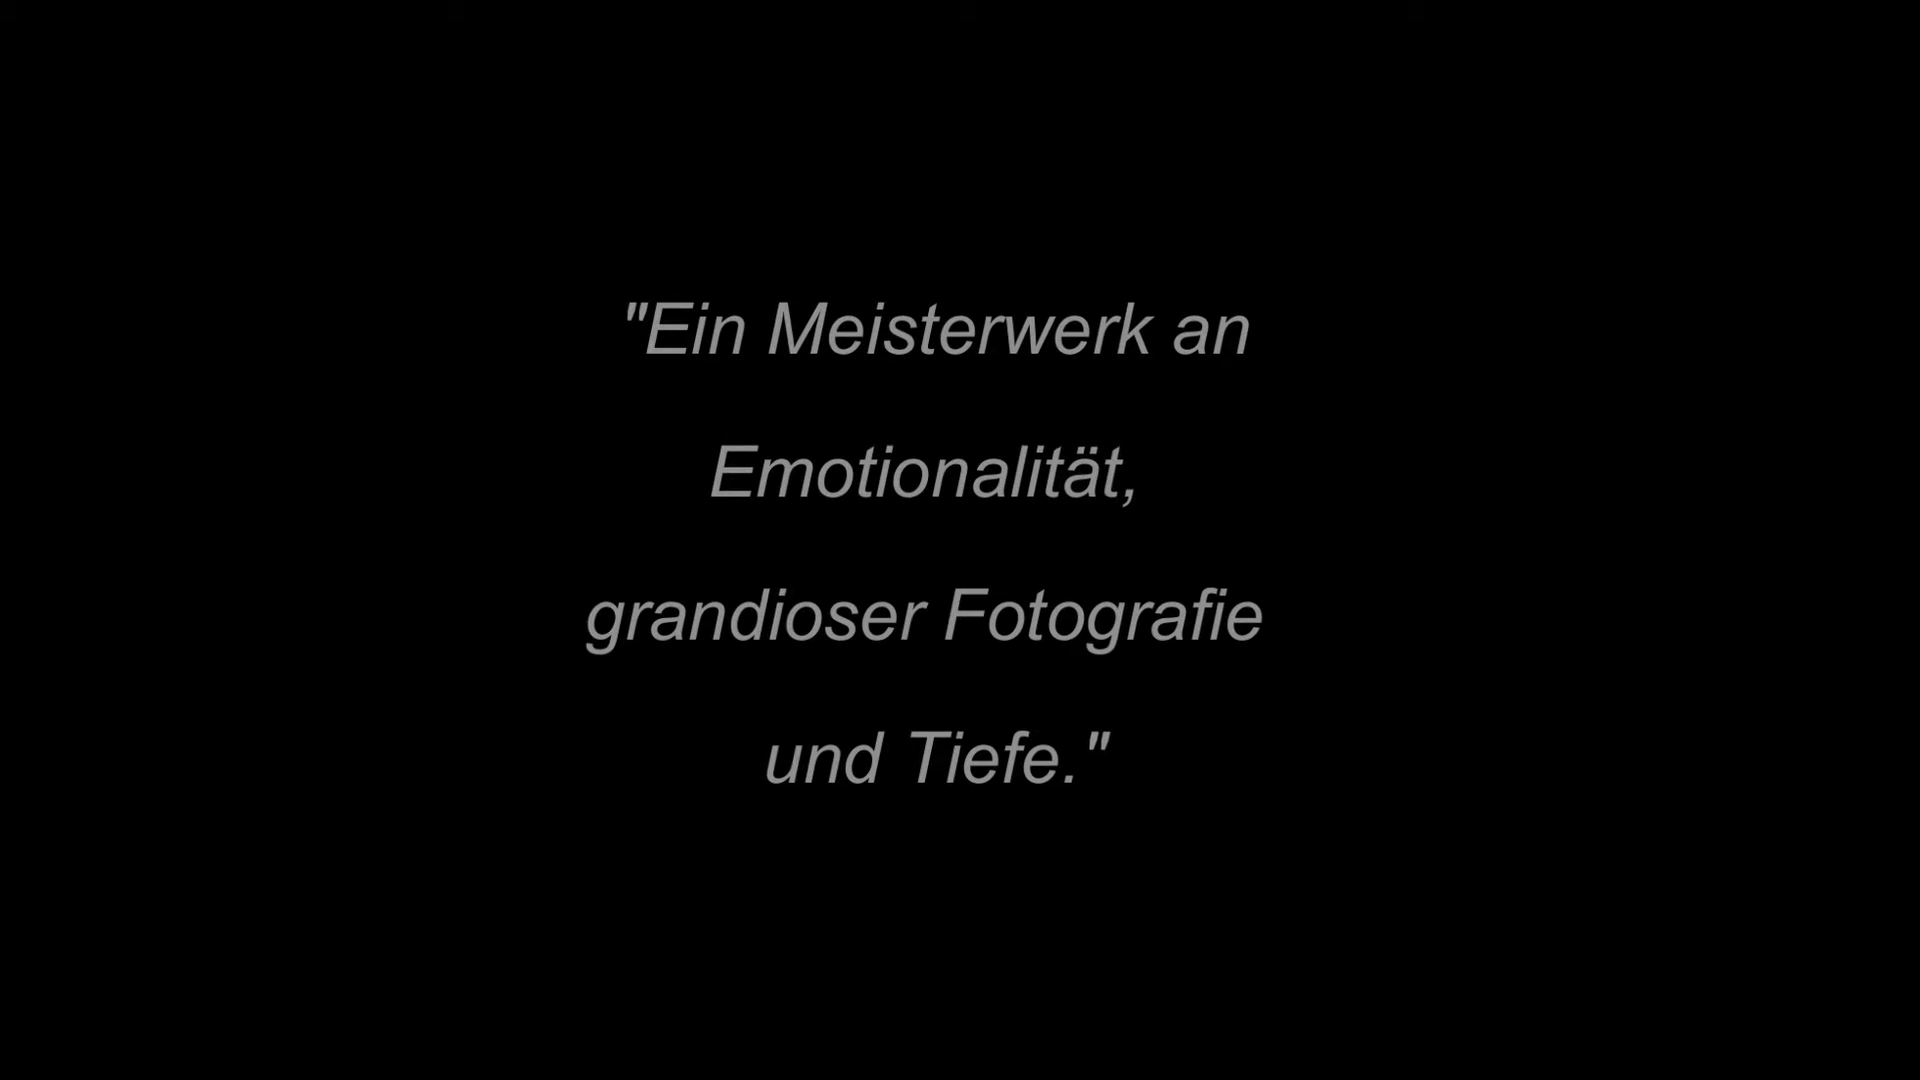 "Ein Meisterwerk an
Emotionalität,
grandioser Fotografie
und Tiefe."